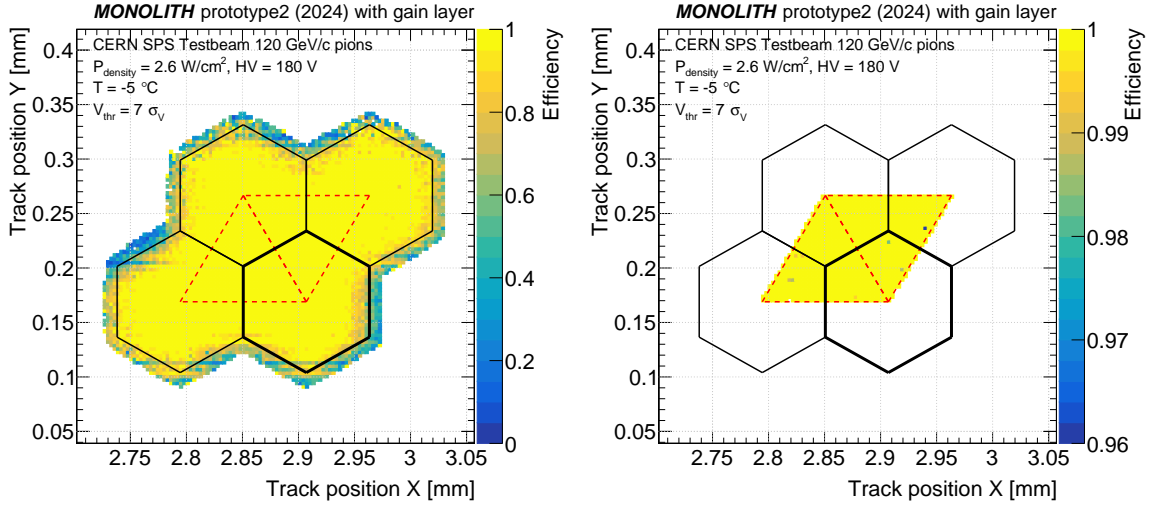 MONOLITH prototype2 (2024) with gain layer
CERN SPS Testbeam 120 GeV/c pions
P_density = 2.6 W/cm², HV = 180 V
T = -5 °C
V_thr = 7 σ_V
Track position Y [mm]
0.4
0.35
0.3
0.25
0.2
0.15
0.1
0.05
2.75
2.8
2.85
2.9
2.95
3
3.05
Track position X [mm]
1
0.8
0.6
0.4
0.2
0
Efficiency
MONOLITH prototype2 (2024) with gain layer
CERN SPS Testbeam 120 GeV/c pions
P_density = 2.6 W/cm², HV = 180 V
T = -5 °C
V_thr = 7 σ_V
Track position Y [mm]
0.4
0.35
0.3
0.25
0.2
0.15
0.1
0.05
2.75
2.8
2.85
2.9
2.95
3
3.05
Track position X [mm]
1
0.99
0.98
0.97
0.96
Efficiency